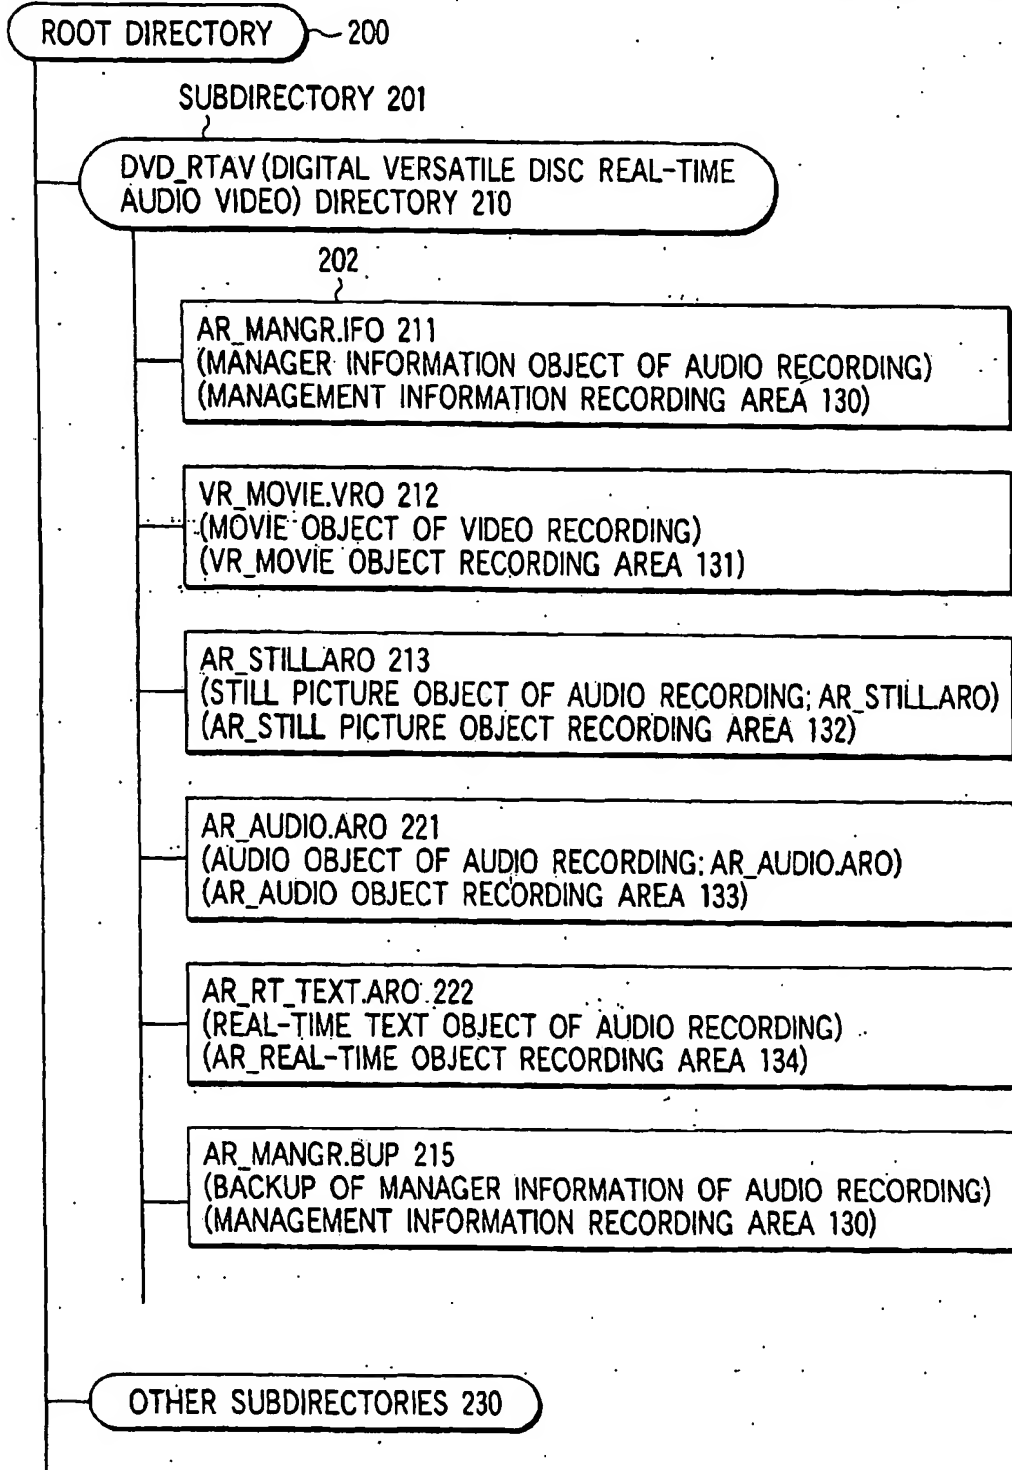 ROOT DIRECTORY 200
SUBDIRECTORY 201
DVD_RTAV (DIGITAL VERSATILE DISC REAL-TIME
AUDIO VIDEO) DIRECTORY 210
202
AR_MANGR.IFO 211
(MANAGER INFORMATION OBJECT OF AUDIO RECORDING)
(MANAGEMENT INFORMATION RECORDING AREA 130)
VR_MOVIE.VRO 212
(MOVIE OBJECT OF VIDEO RECORDING)
(VR_MOVIE OBJECT RECORDING AREA 131)
AR_STILL.ARO 213
(STILL PICTURE OBJECT OF AUDIO RECORDING; AR_STILL.ARO)
(AR_STILL PICTURE OBJECT RECORDING AREA 132)
AR_AUDIO.ARO 221
(AUDIO OBJECT OF AUDIO RECORDING; AR_AUDIO.ARO)
(AR_AUDIO OBJECT RECORDING AREA 133)
AR_RT_TEXT.ARO 222
(REAL-TIME TEXT OBJECT OF AUDIO RECORDING)
(AR_REAL-TIME OBJECT RECORDING AREA 134)
AR_MANGR.BUP 215
(BACKUP OF MANAGER INFORMATION OF AUDIO RECORDING)
(MANAGEMENT INFORMATION RECORDING AREA 130)
OTHER SUBDIRECTORIES 230